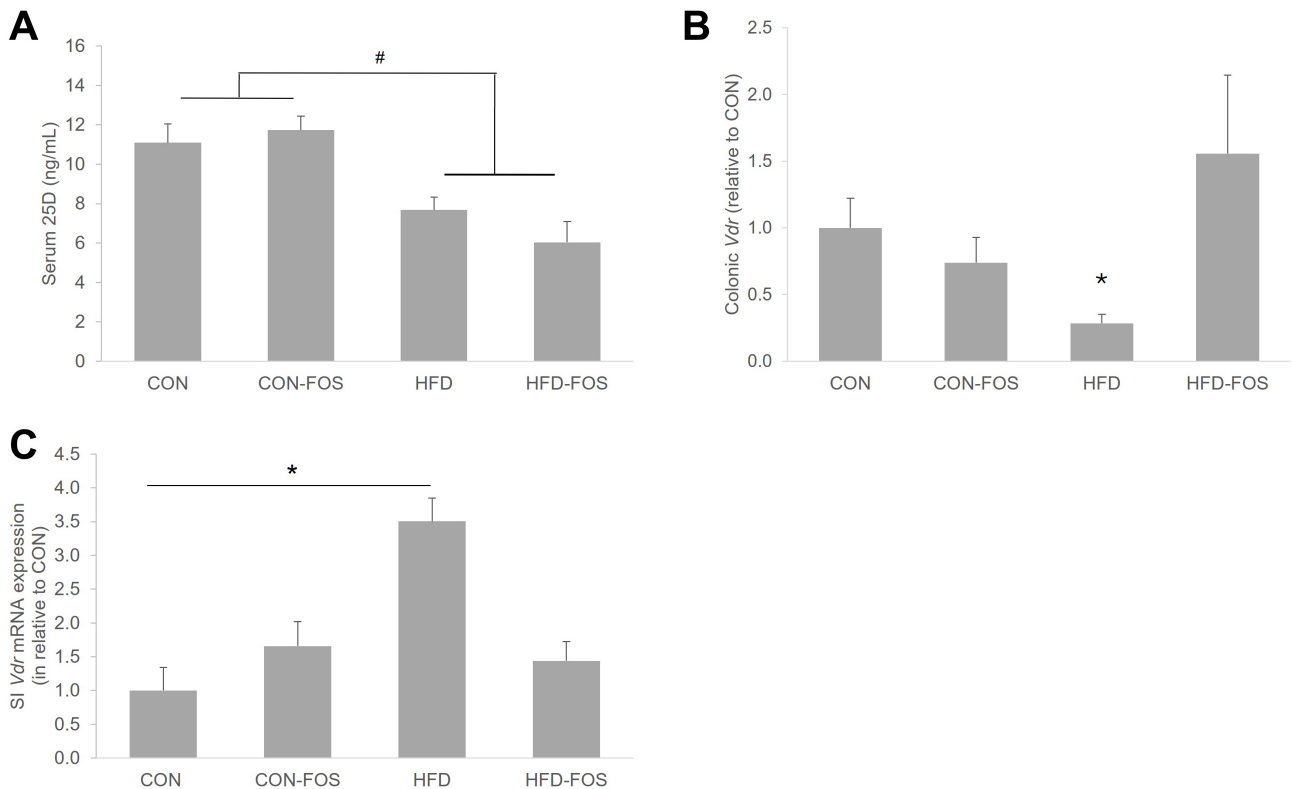 A
Serum 25D (ng/mL)
16
14
12
10
8
6
4
2
0
#
CON
CON-FOS
HFD
HFD-FOS
B
Colonic Vdr (relative to CON)
2.5
2.0
1.5
1.0
0.5
0.0
*
CON
CON-FOS
HFD
HFD-FOS
C
SI Vdr mRNA expression
(in relative to CON)
4.5
4.0
3.5
3.0
2.5
2.0
1.5
1.0
0.5
0.0
*
CON
CON-FOS
HFD
HFD-FOS